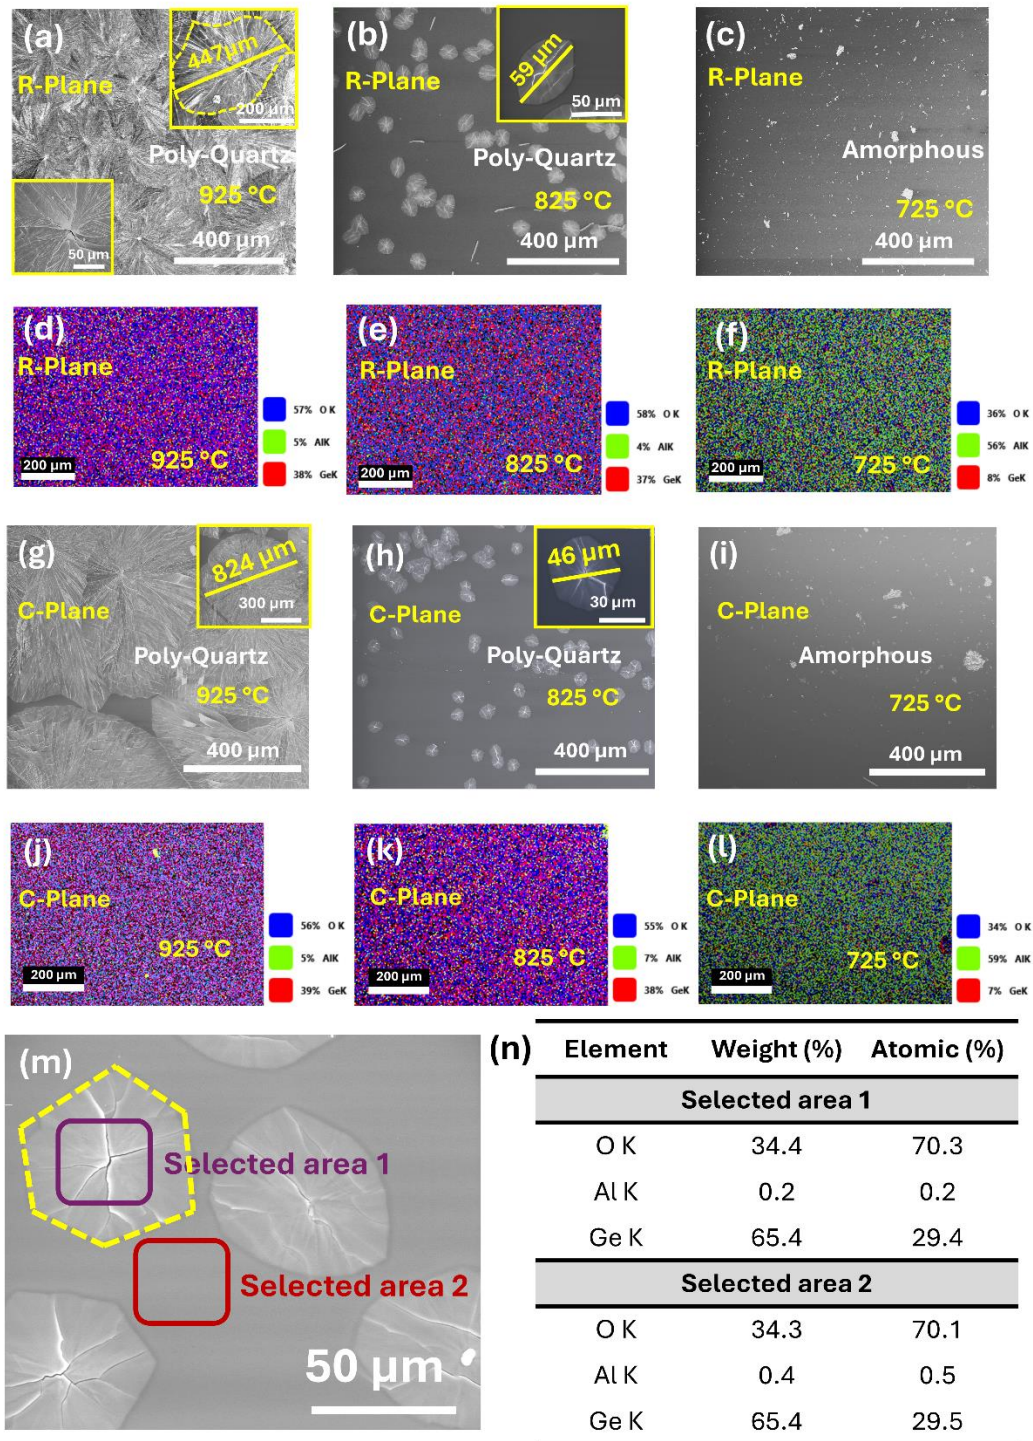 (a)
447μm
R-Plane
200 μm
Poly-Quartz
925 °C
50 μm
400 μm
(b)
59 μm
R-Plane
50 μm
Poly-Quartz
825 °C
400 μm
(c)
R-Plane
Amorphous
725 °C
400 μm
(d)
R-Plane
200 μm
925 °C
57% O K
5% AlK
38% GeK
(e)
R-Plane
200 μm
825 °C
58% O K
4% AlK
37% GeK
(f)
R-Plane
200 μm
725 °C
36% O K
56% AlK
8% GeK
(g)
824 μm
C-Plane
300 μm
Poly-Quartz
925 °C
400 μm
(h)
46 μm
C-Plane
30 μm
Poly-Quartz
825 °C
400 μm
(i)
C-Plane
Amorphous
725 °C
400 μm
(j)
C-Plane
925 °C
200 μm
56% O K
5% AlK
39% GeK
(k)
C-Plane
825 °C
200 μm
55% O K
7% AlK
38% GeK
(l)
C-Plane
725 °C
200 μm
34% O K
59% AlK
7% GeK
(m)
Selected area 1
Selected area 2
50 μm
(n)
Element Weight (%) Atomic (%)
Selected area 1
O K 34.4 70.3
Al K 0.2 0.2
Ge K 65.4 29.4
Selected area 2
O K 34.3 70.1
Al K 0.4 0.5
Ge K 65.4 29.5